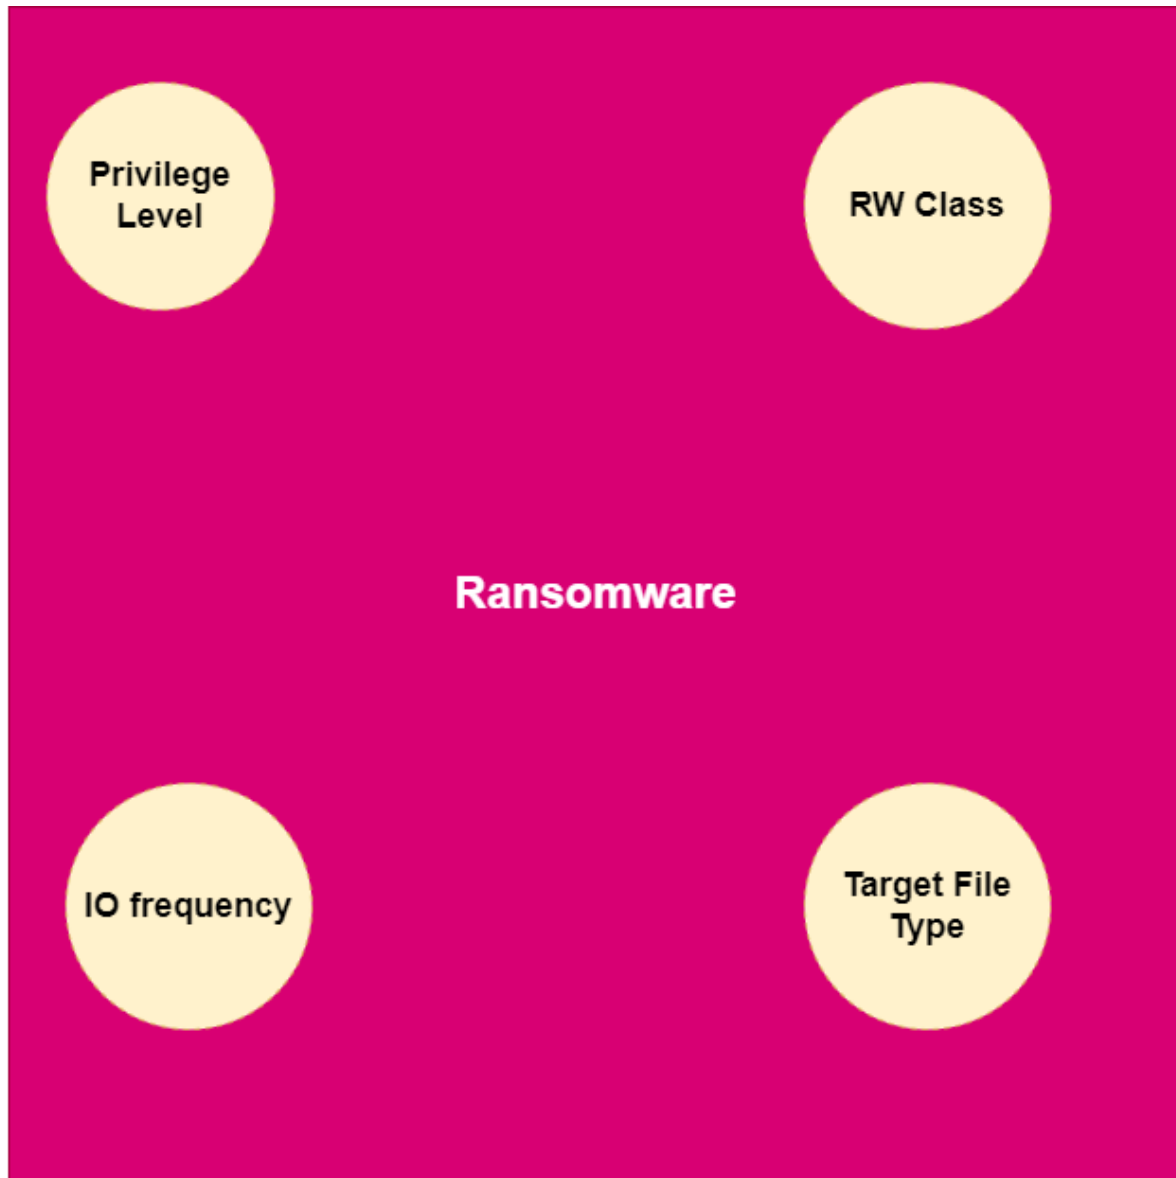 Privilege
Level
RW Class
Ransomware
IO frequency
Target File
Type